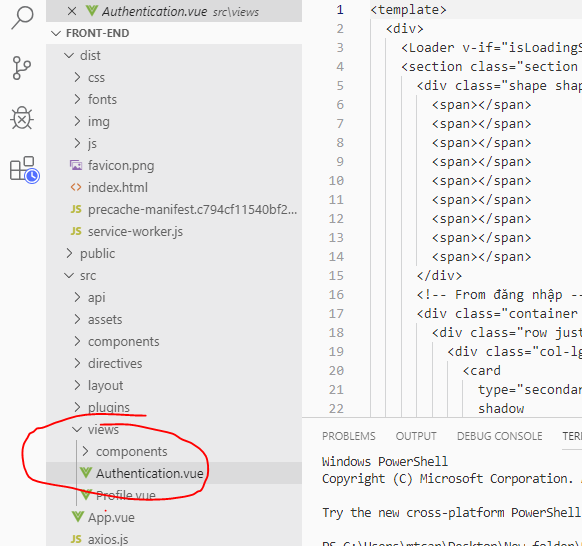 Authentication.vue src\views
FRONT-END
dist
css
fonts
img
js
favicon.png
<> index.html
JS precache-manifest.c794cf11540bf2...
JS service-worker.js
public
src
api
assets
components
directives
layout
plugins
views
components
Authentication.vue
Profile.vue
App.vue
JS axios.js
1 <template>
2 <div>
3 <Loader v-if="isLoadingS
4 <section class="section
5 <div class="shape shap
6 <span></span>
7 <span></span>
8 <span></span>
9 <span></span>
10 <span></span>
11 <span></span>
12 <span></span>
13 <span></span>
14 <span></span>
15 </div>
16 <!-- From đăng nhập --
17 <div class="container
18 <div class="row just
19 <div class="col-lg
20 <card
21 type="secondar
22 shadow
PROBLEMS OUTPUT DEBUG CONSOLE TER
Windows PowerShell
Copyright (C) Microsoft Corporation.
Try the new cross-platform PowerShell
PS C:\Users\mtcar\Desktop\New folder\